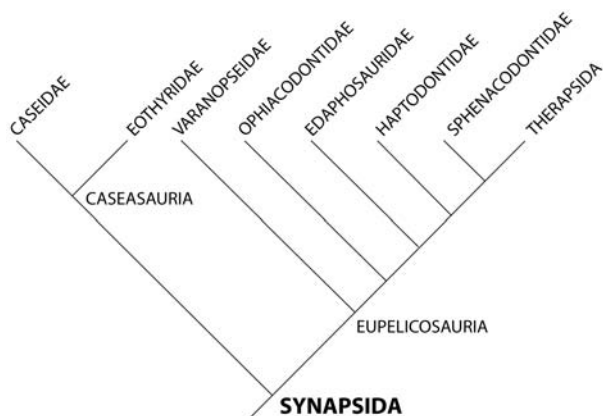 CASEIDAE
EOTHYRIDAE
VARANOPSEIDAE
OPHIACODONTIDAE
EDAPHOSAURIDAE
HAPTODONTIDAE
SPHENACODONTIDAE
THERAPSIDA
CASEASAURIA
EUPELICOSAURIA
SYNAPSIDA